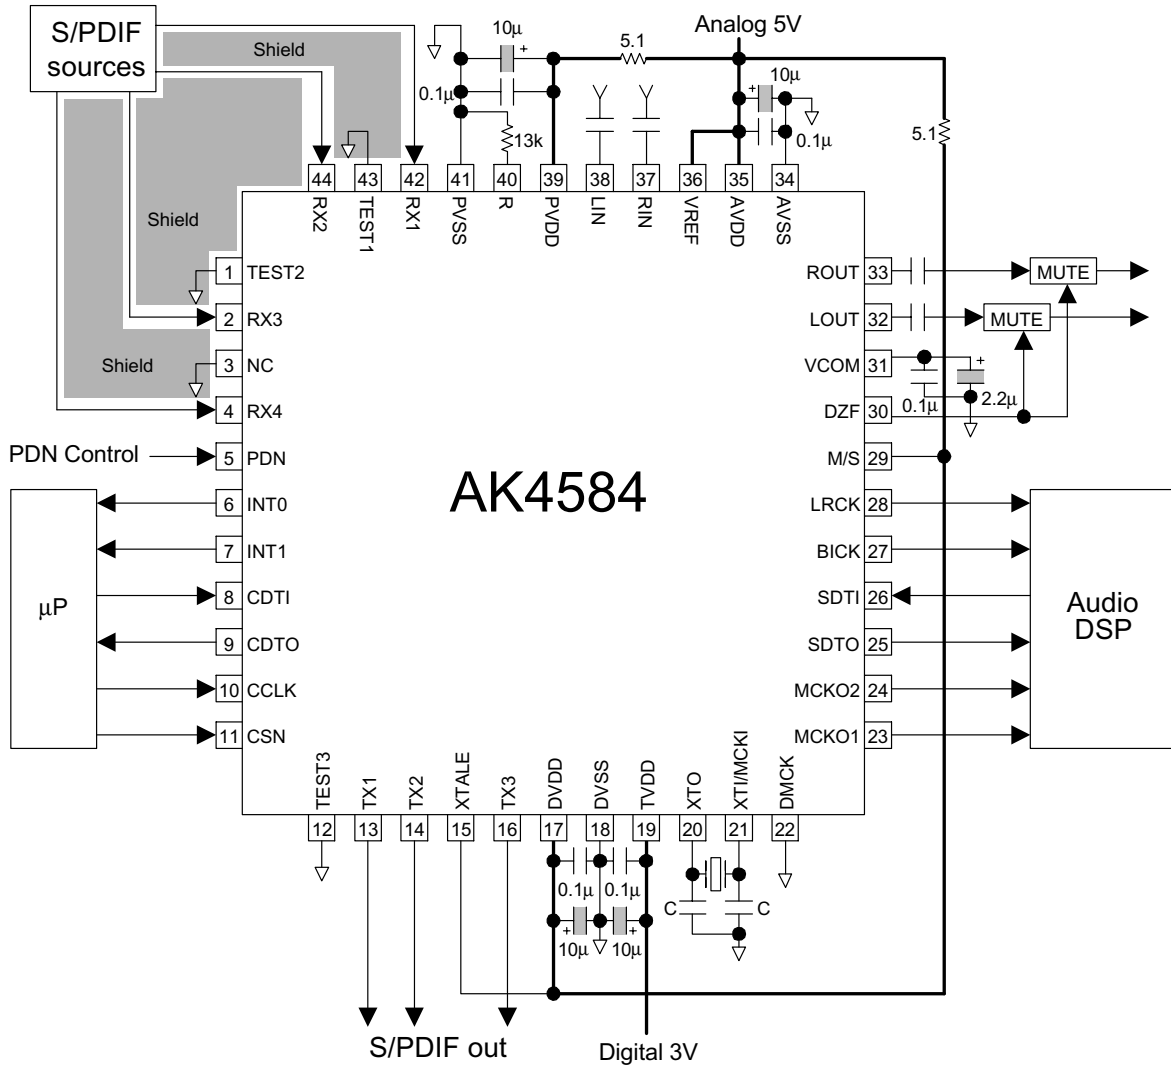 S/PDIF
sources
Shield
Analog 5V
10μ
+
5.1
10μ
+
0.1μ
0.1μ
13k
5.1
44 43 42 41 40 39 38 37 36 35 34
RX2 TEST1 RX1 PVSS R PVDD LIN RIN VREF AVDD AVSS
Shield
Shield
1 TEST2
2 RX3
3 NC
4 RX4
PDN Control
5 PDN
6 INT0
7 INT1
8 CDTI
9 CDTO
10 CCLK
11 CSN
μP
AK4584
ROUT 33
MUTE
LOUT 32
MUTE
VCOM 31
+
0.1μ
2.2μ
DZF 30
M/S 29
LRCK 28
BICK 27
SDTI 26
SDTO 25
MCKO2 24
MCKO1 23
Audio
DSP
TEST3 TX1 TX2 XTALE TX3 DVDD DVSS TVDD XTO XTI/MCKI DMCK
12 13 14 15 16 17 18 19 20 21 22
0.1μ 0.1μ
C C
+ +
10μ 10μ
S/PDIF out
Digital 3V